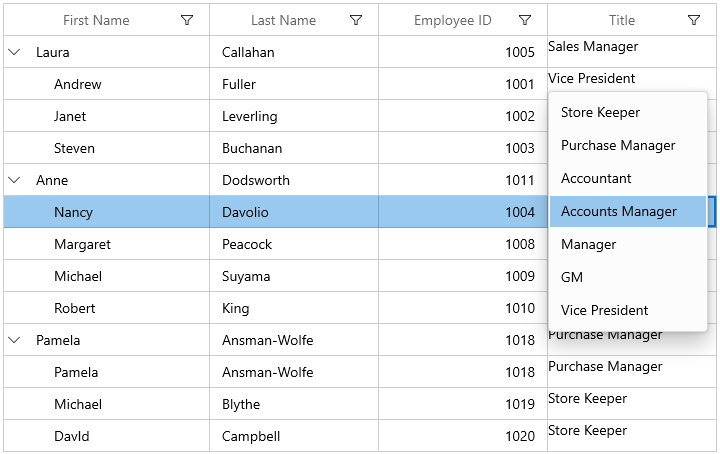 First Name Last Name Employee ID Title
Laura Callahan 1005 Sales Manager
Andrew Fuller 1001 Vice President
Janet Leverling 1002 Store Keeper
Steven Buchanan 1003 Purchase Manager
Anne Dodsworth 1011 Accountant
Nancy Davolio 1004 Accounts Manager
Margaret Peacock 1008 Manager
Michael Suyama 1009 GM
Robert King 1010 Vice President
Pamela Ansman-Wolfe 1018 Purchase Manager
Pamela Ansman-Wolfe 1018 Purchase Manager
Michael Blythe 1019 Store Keeper
Davld Campbell 1020 Store Keeper